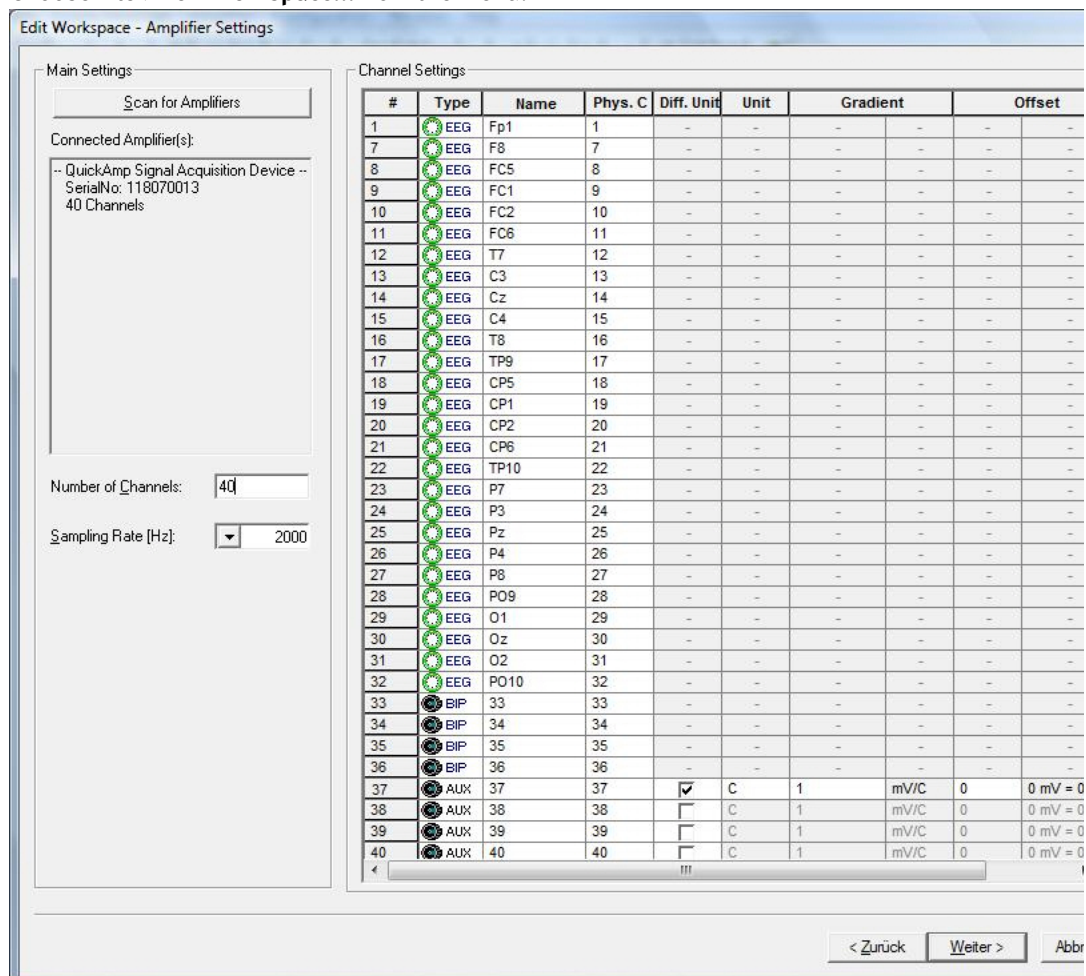 Edit Workspace - Amplifier Settings
Main Settings
Scan for Amplifiers
Connected Amplifier(s):
-- QuickAmp Signal Acquisition Device --
SerialNo: 118070013
40 Channels
Number of Channels: 40
Sampling Rate [Hz]: 2000
Channel Settings
# Type Name Phys. C Diff. Unit Unit Gradient Offset
1 EEG Fp1 1 - - - - - -
7 EEG F8 7 - - - - - -
8 EEG FC5 8 - - - - - -
9 EEG FC1 9 - - - - - -
10 EEG FC2 10 - - - - - -
11 EEG FC6 11 - - - - - -
12 EEG T7 12 - - - - - -
13 EEG C3 13 - - - - - -
14 EEG Cz 14 - - - - - -
15 EEG C4 15 - - - - - -
16 EEG T8 16 - - - - - -
17 EEG TP9 17 - - - - - -
18 EEG CP5 18 - - - - - -
19 EEG CP1 19 - - - - - -
20 EEG CP2 20 - - - - - -
21 EEG CP6 21 - - - - - -
22 EEG TP10 22 - - - - - -
23 EEG P7 23 - - - - - -
24 EEG P3 24 - - - - - -
25 EEG Pz 25 - - - - - -
26 EEG P4 26 - - - - - -
27 EEG P8 27 - - - - - -
28 EEG PO9 28 - - - - - -
29 EEG O1 29 - - - - - -
30 EEG Oz 30 - - - - - -
31 EEG O2 31 - - - - - -
32 EEG PO10 32 - - - - - -
33 BIP 33 33 - - - - - -
34 BIP 34 34 - - - - - -
35 BIP 35 35 - - - - - -
36 BIP 36 36 - - - - - -
37 AUX 37 37 C 1 mV/C 0 0 mV = 0
38 AUX 38 38 C 1 mV/C 0 0 mV = 0
39 AUX 39 39 C 1 mV/C 0 0 mV = 0
40 AUX 40 40 C 1 mV/C 0 0 mV = 0
< Zurück Weiter > Abbr